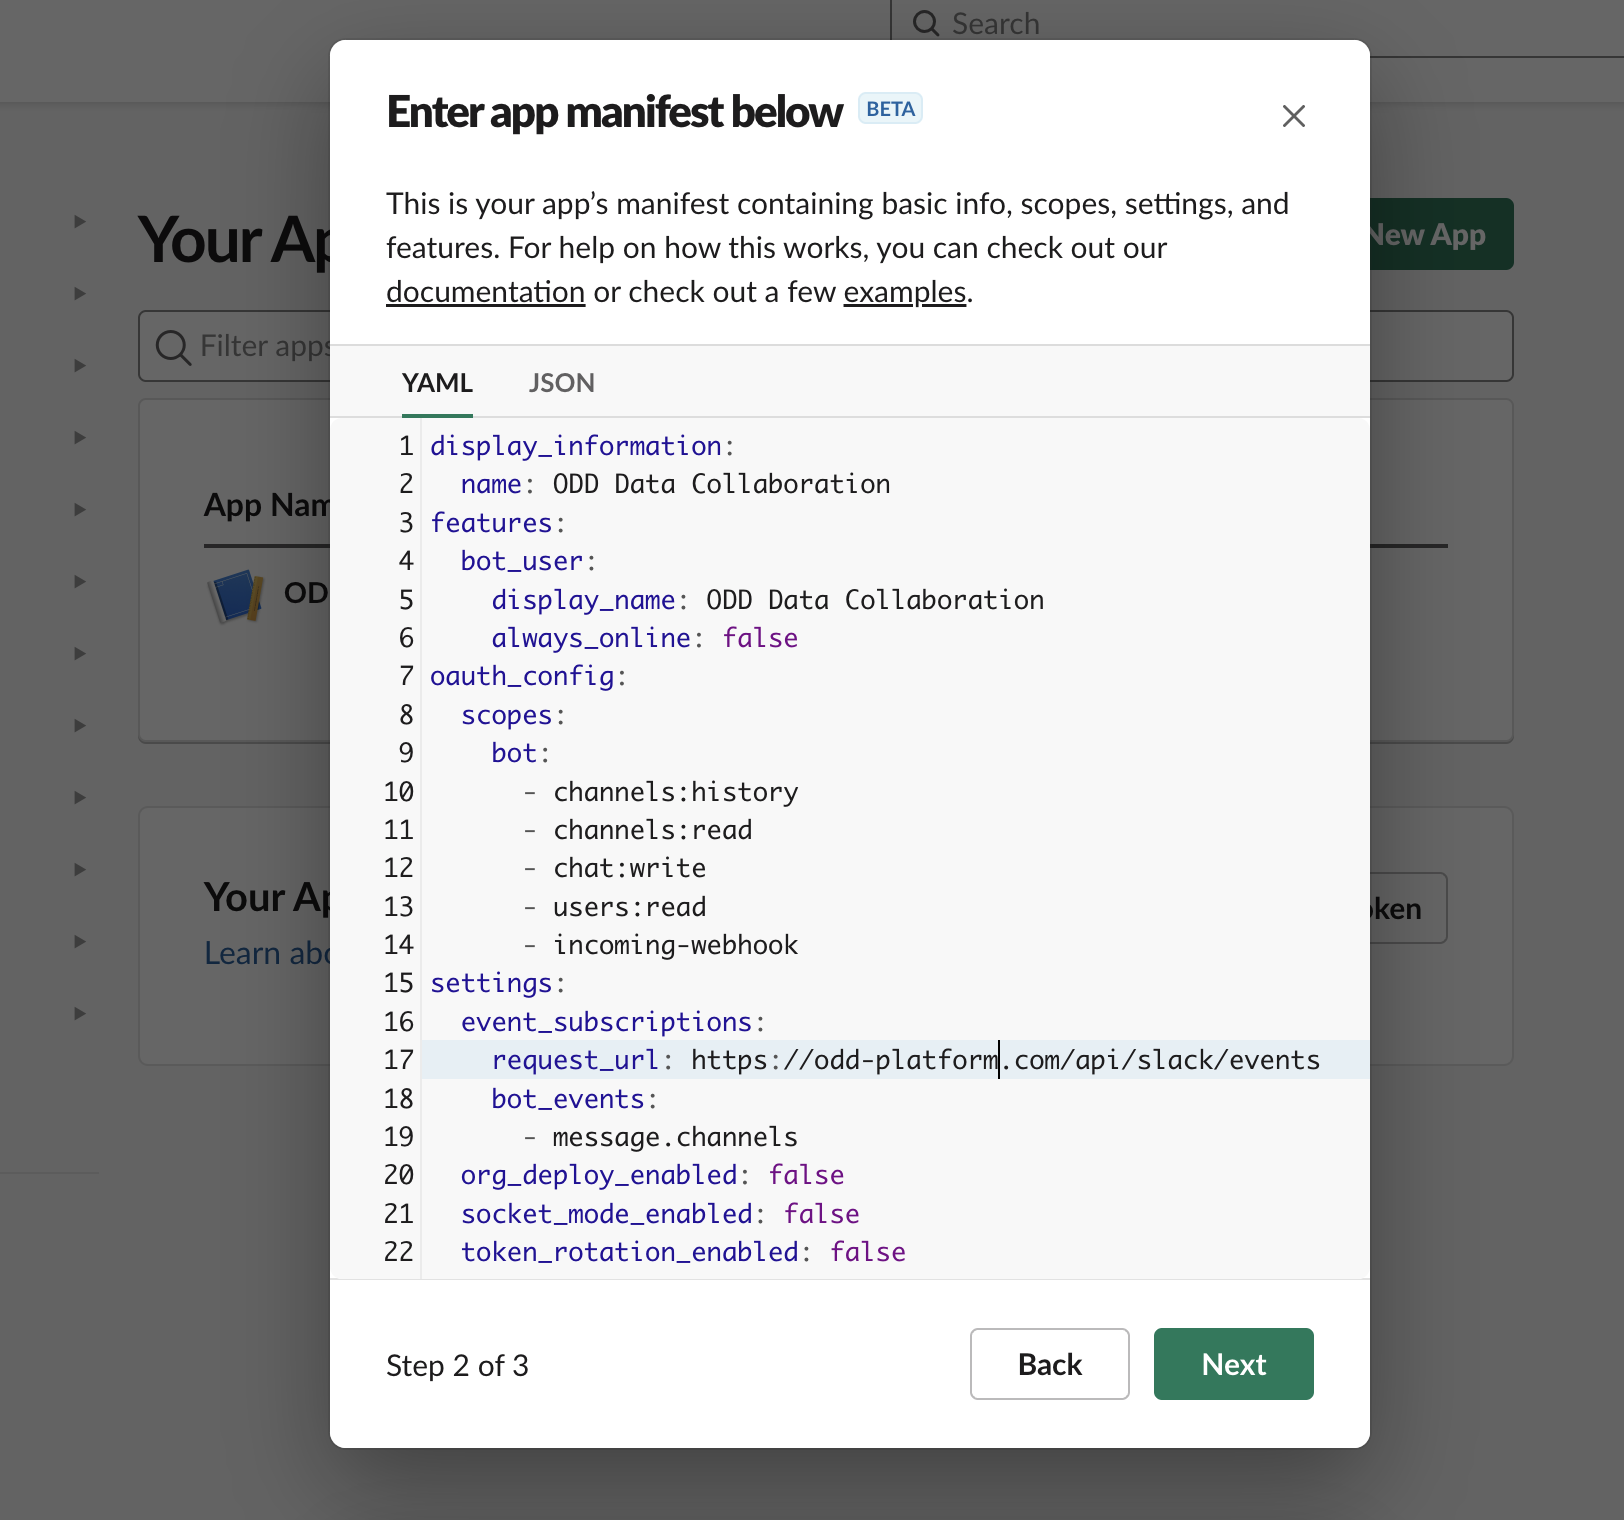 Search
Enter app manifest below BETA
This is your app’s manifest containing basic info, scopes, settings, and
features. For help on how this works, you can check out our
documentation or check out a few examples.
Your Ap
New App
Filter apps
YAML JSON
1 display_information:
2 name: ODD Data Collaboration
3 features:
4 bot_user:
5 display_name: ODD Data Collaboration
6 always_online: false
7 oauth_config:
8 scopes:
9 bot:
10 - channels:history
11 - channels:read
12 - chat:write
13 - users:read
14 - incoming-webhook
15 settings:
16 event_subscriptions:
17 request_url: https://odd-platform.com/api/slack/events
18 bot_events:
19 - message.channels
20 org_deploy_enabled: false
21 socket_mode_enabled: false
22 token_rotation_enabled: false
App Nam
OD
Your Ap
Learn abo
oken
Step 2 of 3
Back
Next